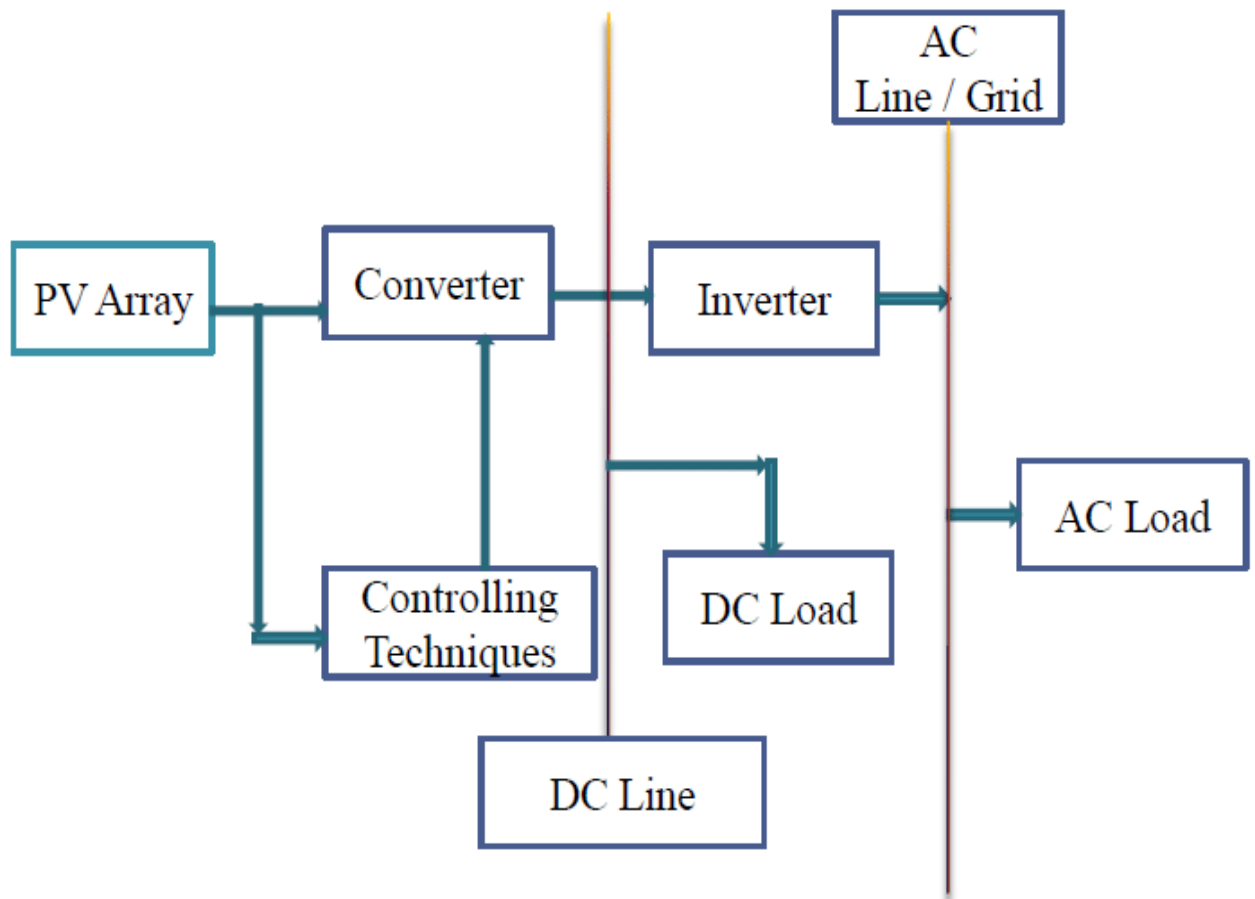 AC
Line / Grid
PV Array
Converter
Inverter
AC Load
Controlling
Techniques
DC Load
DC Line